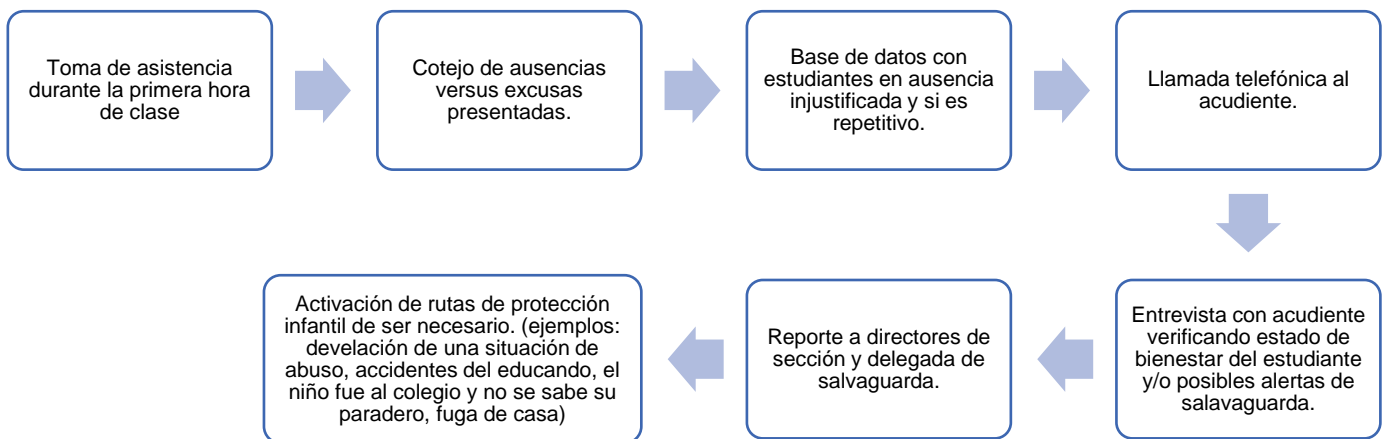 Toma de asistencia
durante la primera hora
de clase
Cotejo de ausencias
versus excusas
presentadas.
Base de datos con
estudiantes en ausencia
injustificada y si es
repetitivo.
Llamada telefónica al
acudiente.
Entrevista con acudiente
verificando estado de
bienestar del estudiante
y/o posibles alertas de
salavaguarda.
Reporte a directores de
sección y delegada de
salvaguarda.
Activación de rutas de protección
infantil de ser necesario. (ejemplos:
develación de una situación de
abuso, accidentes del educando, el
niño fue al colegio y no se sabe su
paradero, fuga de casa)